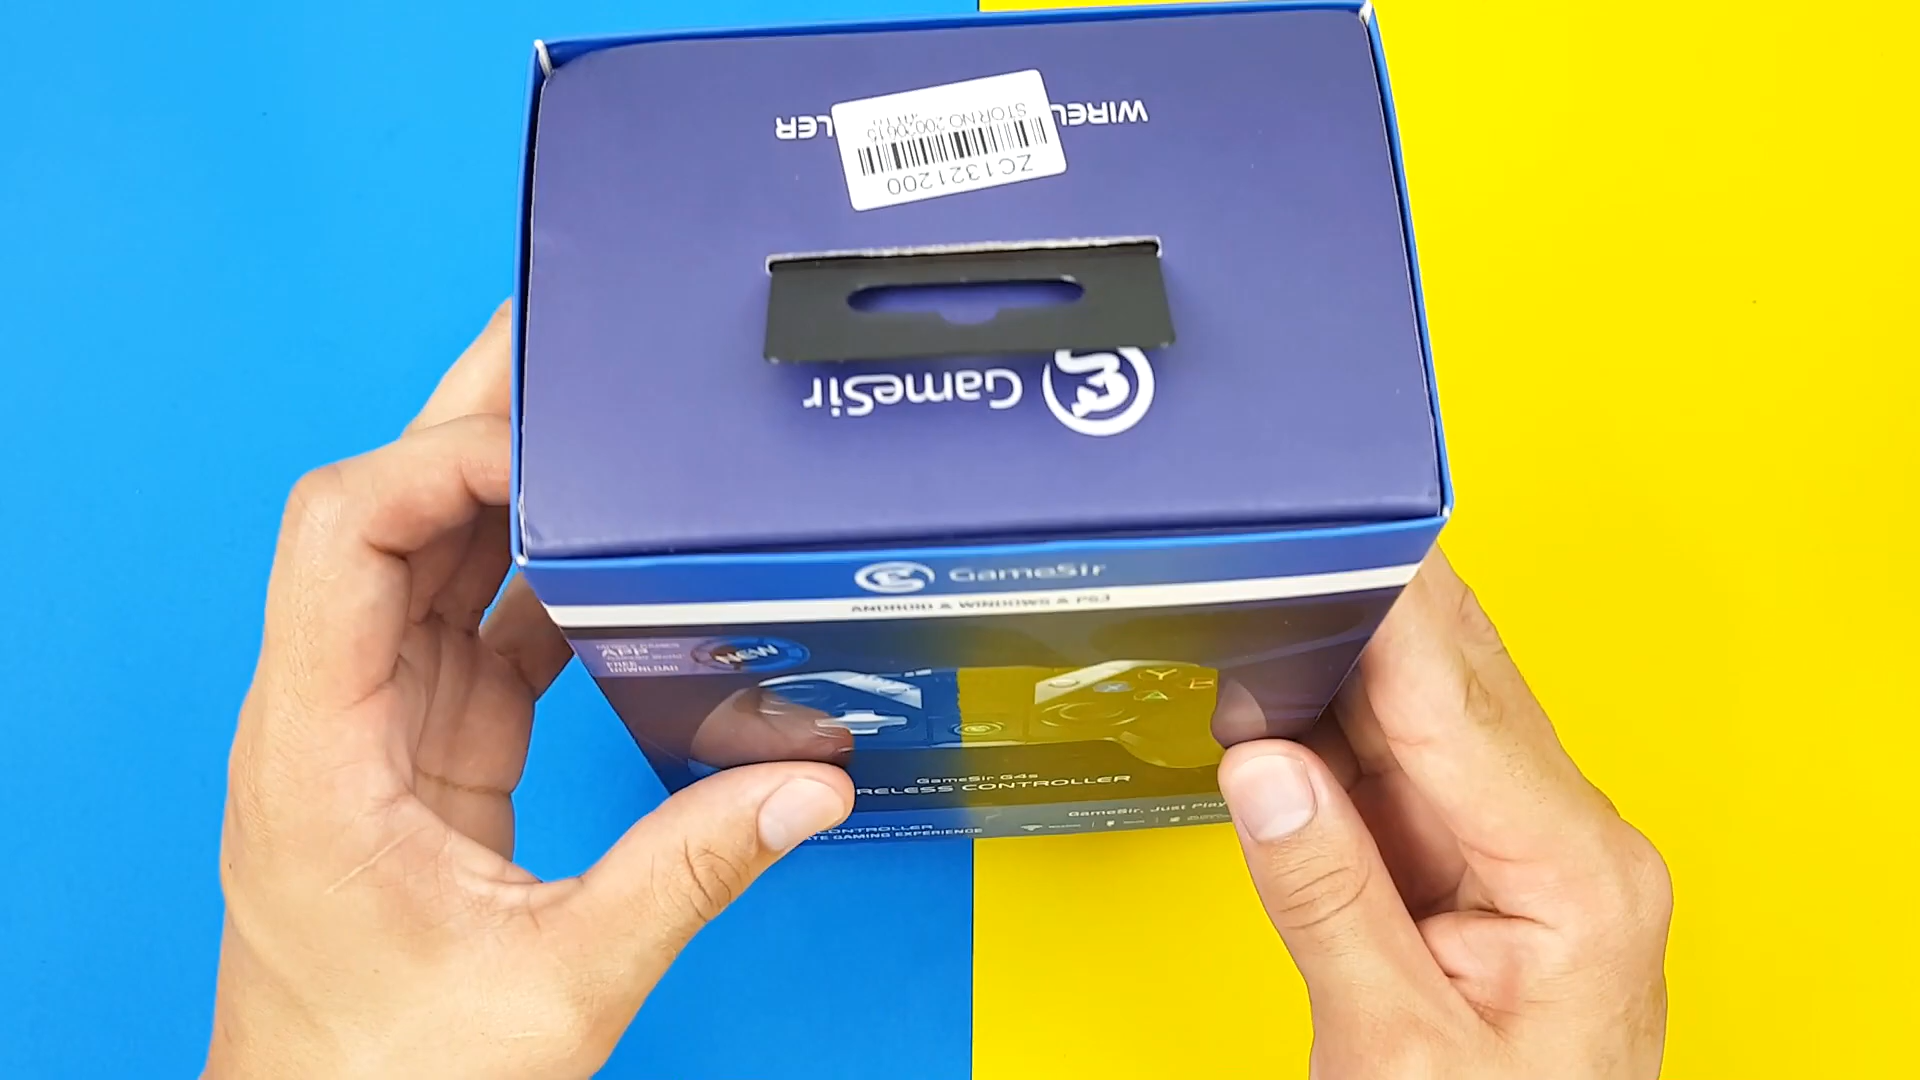 WIREL LER
ZC1321200
STORNO 20020615
GameSir
GameSir
ANDROID & WINDOWS & PS3
App
FREE
DOWNLOAD
NEW
GameSir G4s
RELESS CONTROLLER
GameSir, Just Play
CONTROLLER
TE GAMING EXPERIENCE